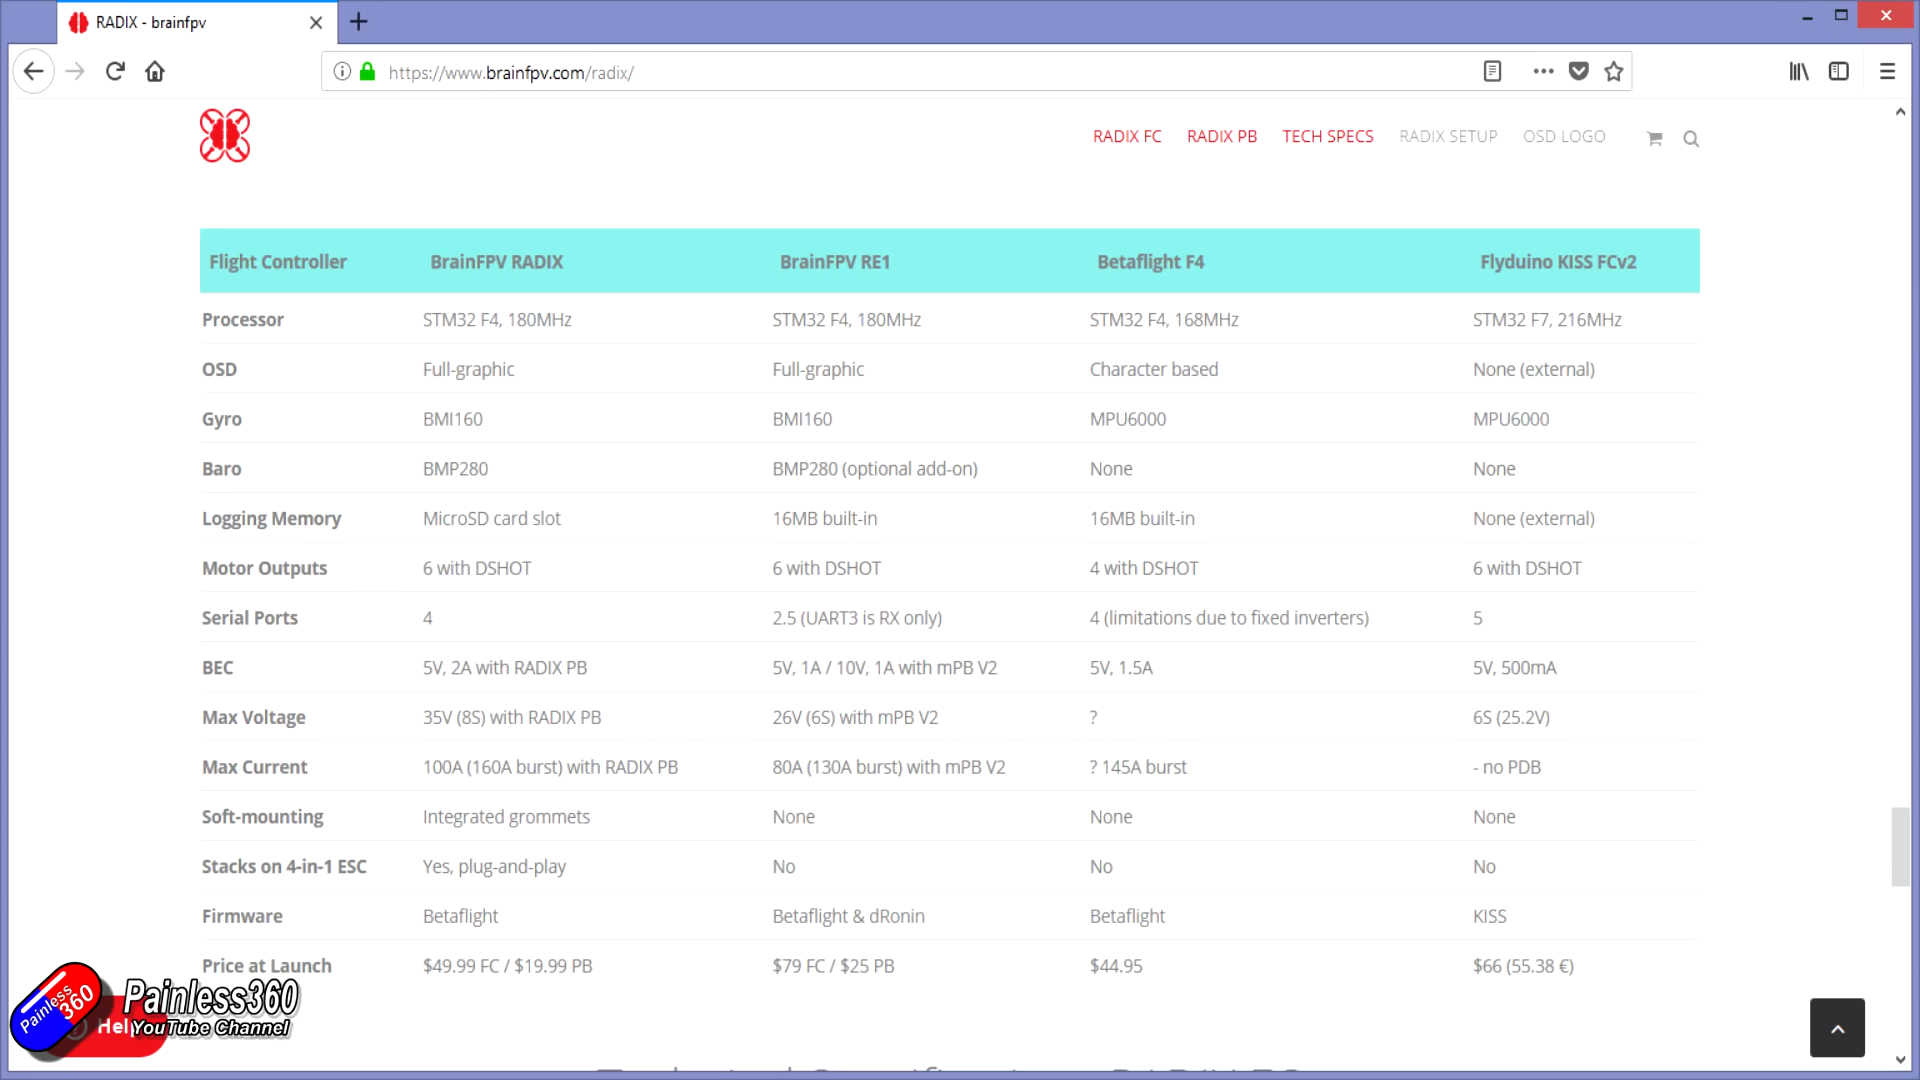 RADIX - brainfpv
https://www.brainfpv.com/radix/
RADIX FC RADIX PB TECH SPECS RADIX SETUP OSD LOGO
Flight Controller BrainFPV RADIX BrainFPV RE1 Betaflight F4 Flyduino KISS FCv2
Processor STM32 F4, 180MHz STM32 F4, 180MHz STM32 F4, 168MHz STM32 F7, 216MHz
OSD Full-graphic Full-graphic Character based None (external)
Gyro BMI160 BMI160 MPU6000 MPU6000
Baro BMP280 BMP280 (optional add-on) None None
Logging Memory MicroSD card slot 16MB built-in 16MB built-in None (external)
Motor Outputs 6 with DSHOT 6 with DSHOT 4 with DSHOT 6 with DSHOT
Serial Ports 4 2.5 (UART3 is RX only) 4 (limitations due to fixed inverters) 5
BEC 5V, 2A with RADIX PB 5V, 1A / 10V, 1A with mPB V2 5V, 1.5A 5V, 500mA
Max Voltage 35V (8S) with RADIX PB 26V (6S) with mPB V2 ? 6S (25.2V)
Max Current 100A (160A burst) with RADIX PB 80A (130A burst) with mPB V2 ? 145A burst - no PDB
Soft-mounting Integrated grommets None None None
Stacks on 4-in-1 ESC Yes, plug-and-play No No No
Firmware Betaflight Betaflight & dRonin Betaflight KISS
Price at Launch $49.99 FC / $19.99 PB $79 FC / $25 PB $44.95 $66 (55.38 €)
Painless360
YouTube Channel
Painless
360
Help